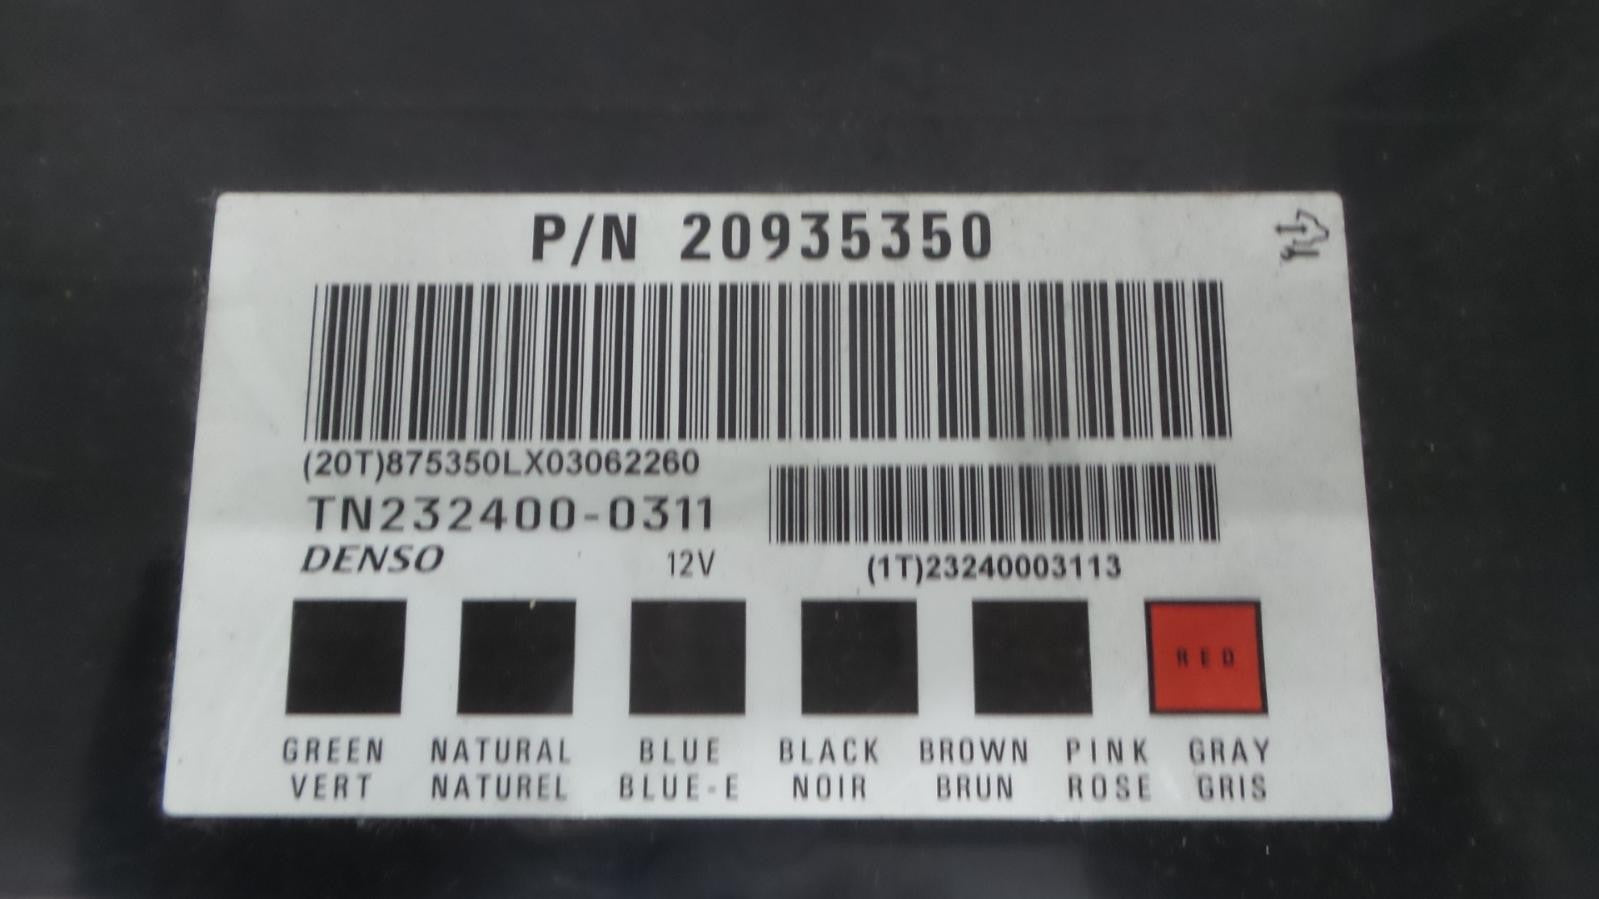 P/N 20935350
(20T)875350LX03062260
TN232400-0311
DENSO 12V
(1T)23240003113
RED
GREEN NATURAL BLUE BLACK BROWN PINK GRAY
VERT NATUREL BLUE-E NOIR BRUN ROSE GRIS